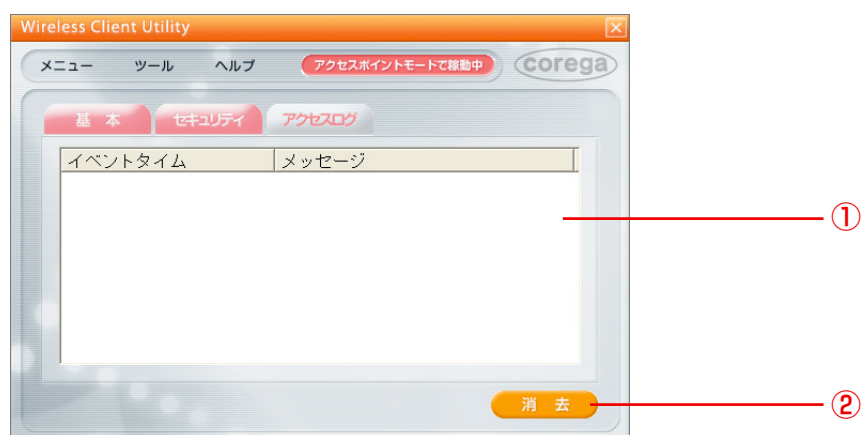 Wireless Client Utility
メニュー ツール ヘルプ アクセスポイントモードで稼動中 corega
基 本 セキュリティ アクセスログ
イベントタイム メッセージ
①
消 去 ②